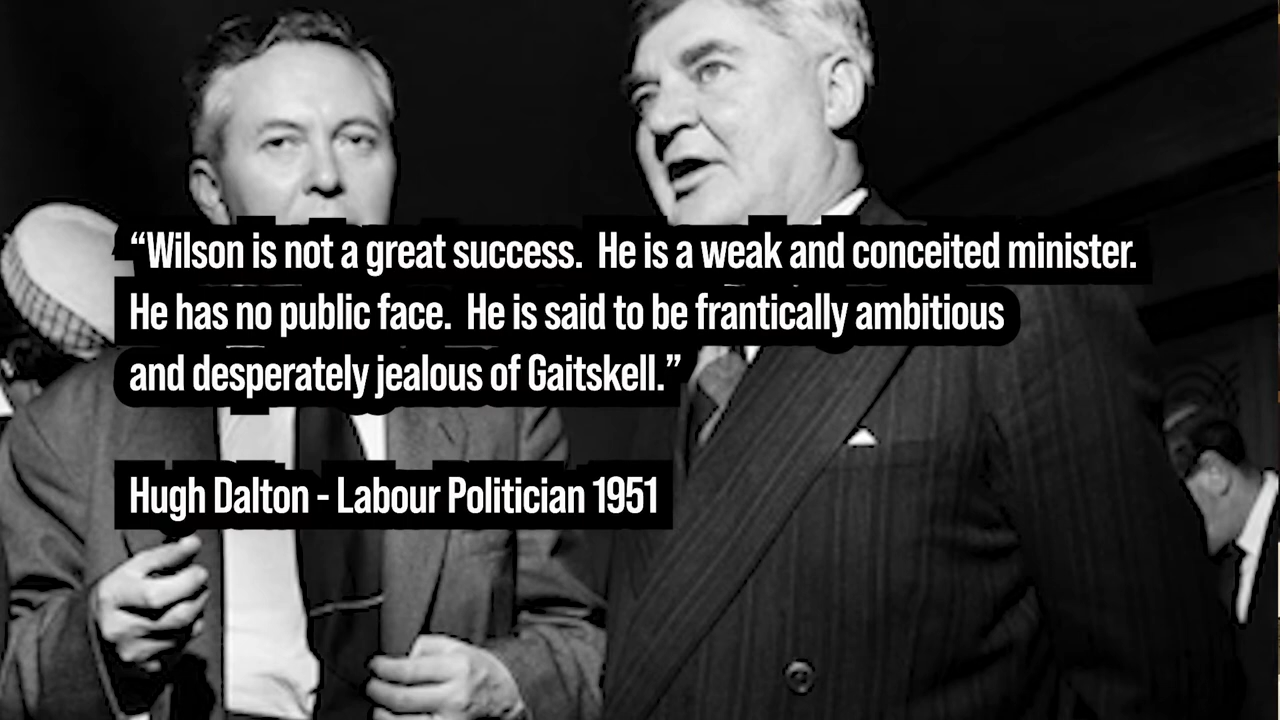 “Wilson is not a great success.  He is a weak and conceited minister.
He has no public face.  He is said to be frantically ambitious
and desperately jealous of Gaitskell.”
Hugh Dalton - Labour Politician 1951